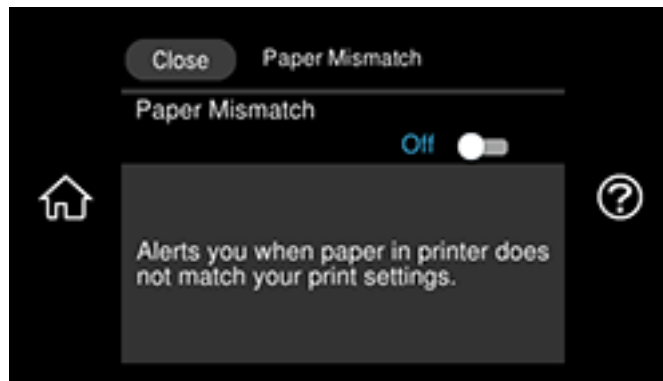 Close Paper Mismatch
Paper Mismatch
Off
Alerts you when paper in printer does
not match your print settings.